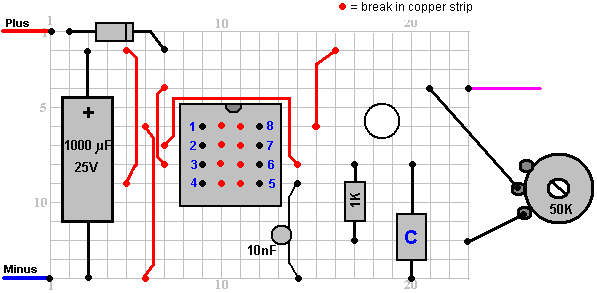 1 10 20
= break in copper strip
Plus
5
+
1000 µF
25V
1 8
2 7
3 6
4 5
10
1K
50K
C
10nF
Minus
10 20